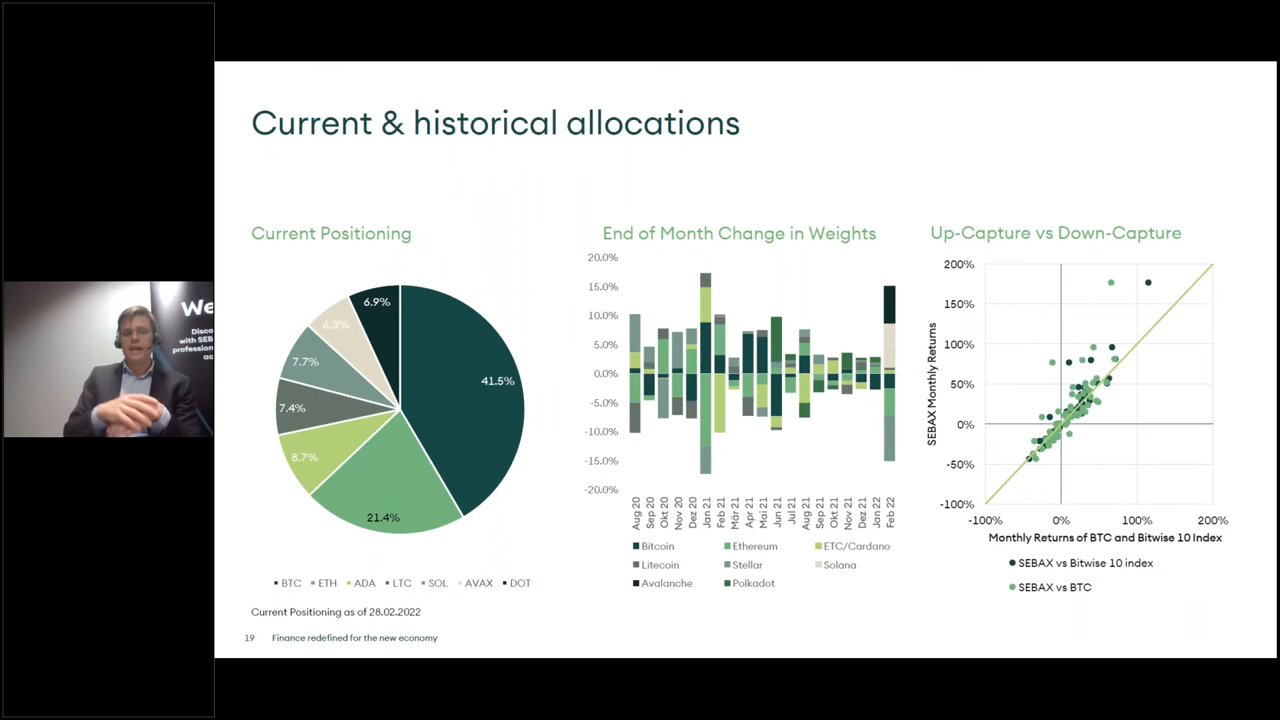 Current & historical allocations
Current Positioning
6.9%
6.3%
7.7%
7.4%
8.7%
21.4%
41.5%
BTC ETH ADA LTC SOL AVAX DOT
Current Positioning as of 28.02.2022
End of Month Change in Weights
20.0%
15.0%
10.0%
5.0%
0.0%
-5.0%
-10.0%
-15.0%
-20.0%
Aug 20
Sep 20
Okt 20
Nov 20
Dez 20
Jan 21
Feb 21
Mär 21
Apr 21
Mai 21
Jun 21
Jul 21
Aug 21
Sep 21
Okt 21
Nov 21
Dez 21
Jan 22
Feb 22
Bitcoin Ethereum ETC/Cardano
Litecoin Stellar Solana
Avalanche Polkadot
Up-Capture vs Down-Capture
SEBAX Monthly Returns
200%
150%
100%
50%
0%
-50%
-100%
-100% 0% 100% 200%
Monthly Returns of BTC and Bitwise 10 Index
SEBAX vs Bitwise 10 index
SEBAX vs BTC
19 Finance redefined for the new economy
We
Disco
with SEB
profession
ac